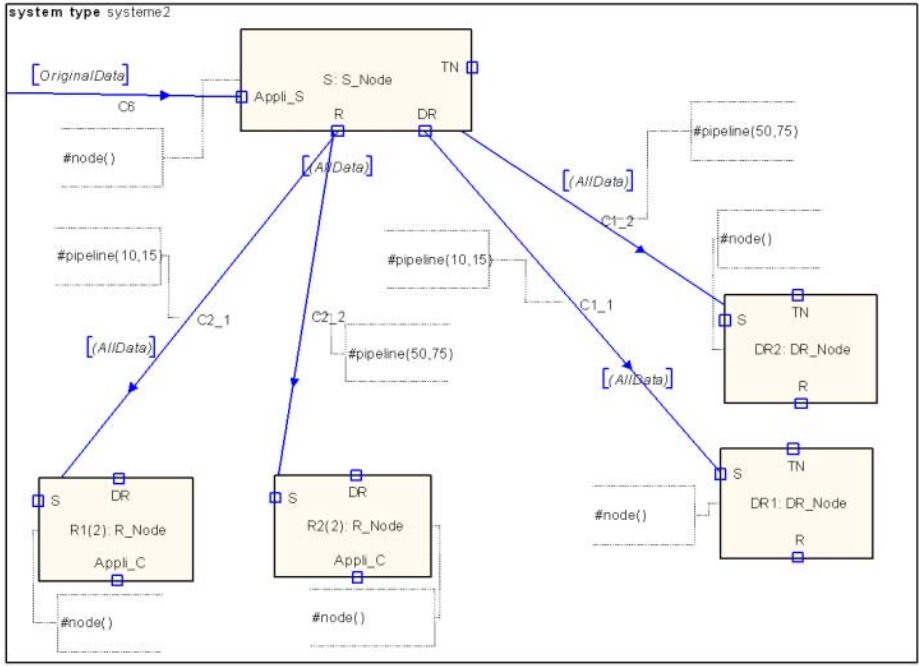 system type systeme2
[OriginalData]
C6
Appli_S
S: S_Node
TN
R
DR
#node()
[(AllData)]
#pipeline(50,75)
[(AllData)]
C1_2
#pipeline(10,15)
#pipeline(10,15)
#node()
C2_1
C2_2
C1_1
S
TN
DR2: DR_Node
R
[(AllData)]
#pipeline(50,75)
[(AllData)]
S
DR
R1(2): R_Node
Appli_C
S
DR
R2(2): R_Node
Appli_C
S
TN
DR1: DR_Node
R
#node()
#node()
#node()